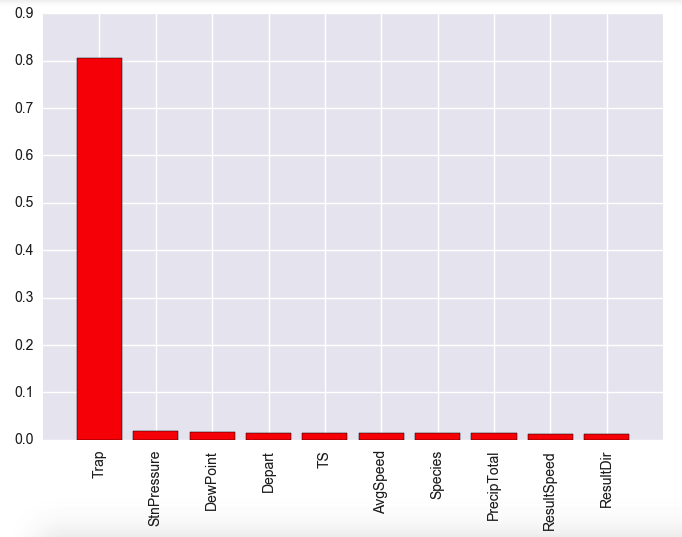 0.9
0.8
0.7
0.6
0.5
0.4
0.3
0.2
0.1
0.0
Trap
StnPressure
DewPoint
Depart
TS
AvgSpeed
Species
PrecipTotal
ResultSpeed
ResultDir